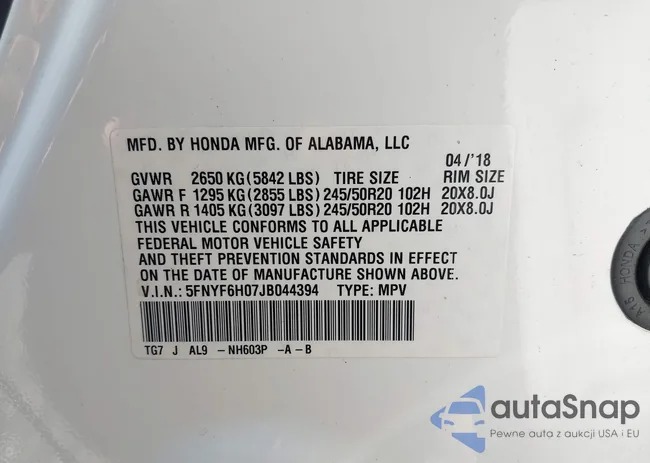 MFD. BY HONDA MFG. OF ALABAMA, LLC
04/'18
GVWR 2650 KG(5842 LBS) TIRE SIZE RIM SIZE
GAWR F 1295 KG(2855 LBS)245/50R20 102H 20X8.0J
GAWR R 1405 KG(3097 LBS)245/50R20 102H 20X8.0J
THIS VEHICLE CONFORMS TO ALL APPLICABLE
FEDERAL MOTOR VEHICLE SAFETY
AND THEFT PREVENTION STANDARDS IN EFFECT
ON THE DATE OF MANUFACTURE SHOWN ABOVE.
V.I.N.: 5FNYF6H07JB044394 TYPE: MPV
TG7 J AL9 -NH603P -A-B
A16 HONDA
autoSnap
Pewne auta z aukcji USA i EU